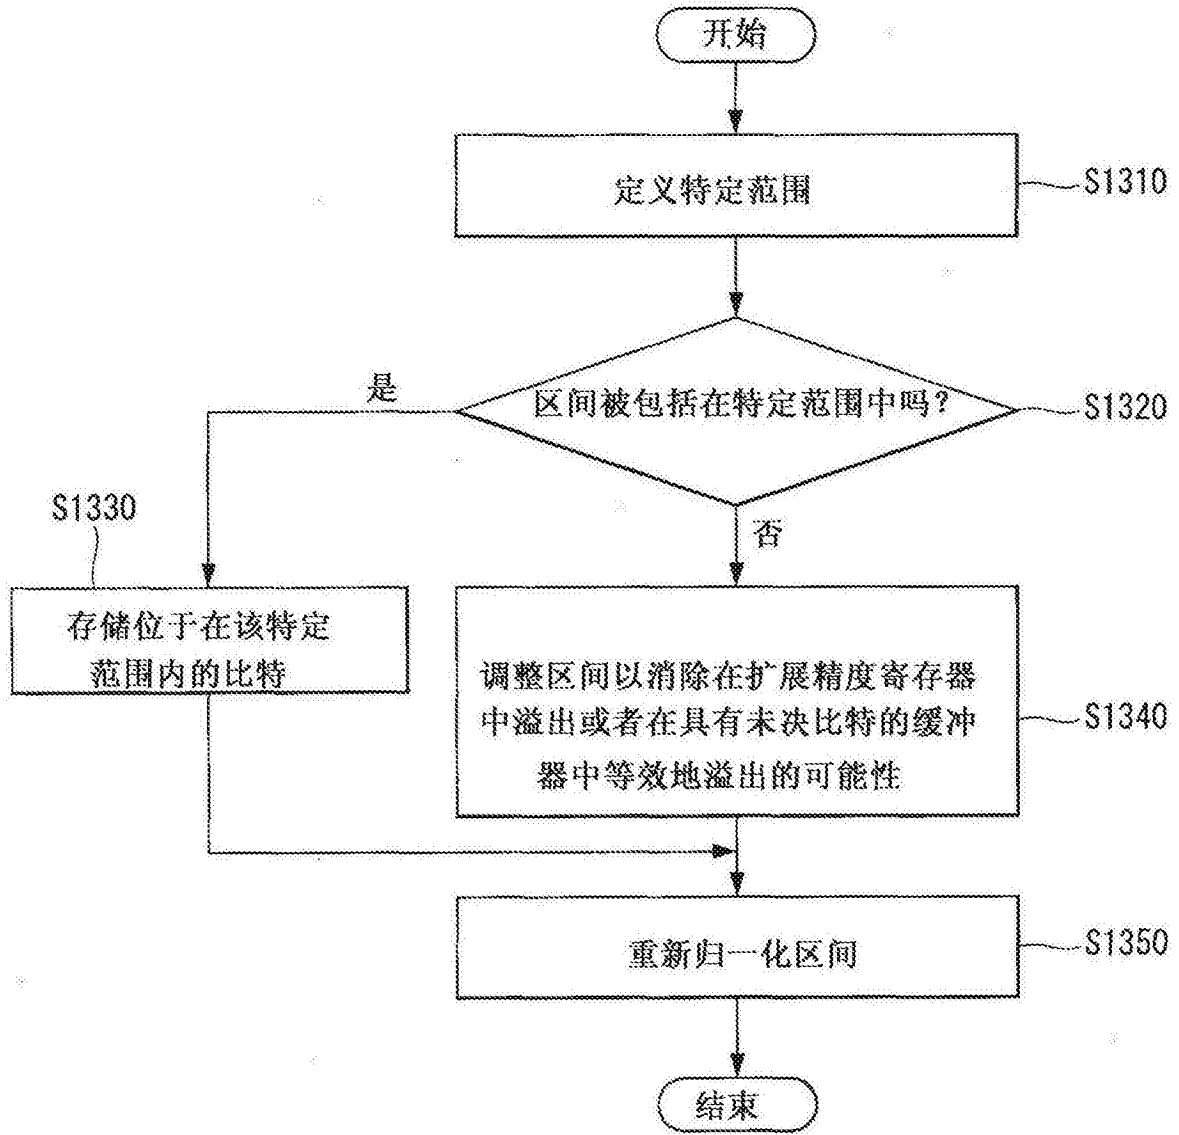 开始
定义特定范围
S1310
是
区间被包括在特定范围中吗?
S1320
S1330
否
存储位于在该特定
范围内的比特
调整区间以消除在扩展精度寄存器
中溢出或者在具有未决比特的缓冲
器中等效地溢出的可能性
S1340
重新归一化区间
S1350
结束